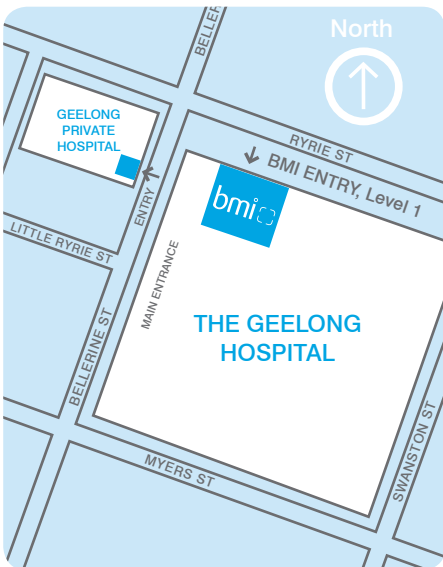 North
BELLER
GEELONG
PRIVATE
HOSPITAL
RYRIE ST
BMI ENTRY, Level 1
bmi
ENTRY
LITTLE RYRIE ST
MAIN ENTRANCE
THE GEELONG
HOSPITAL
BELLERINE ST
MYERS ST
SWANSTON ST